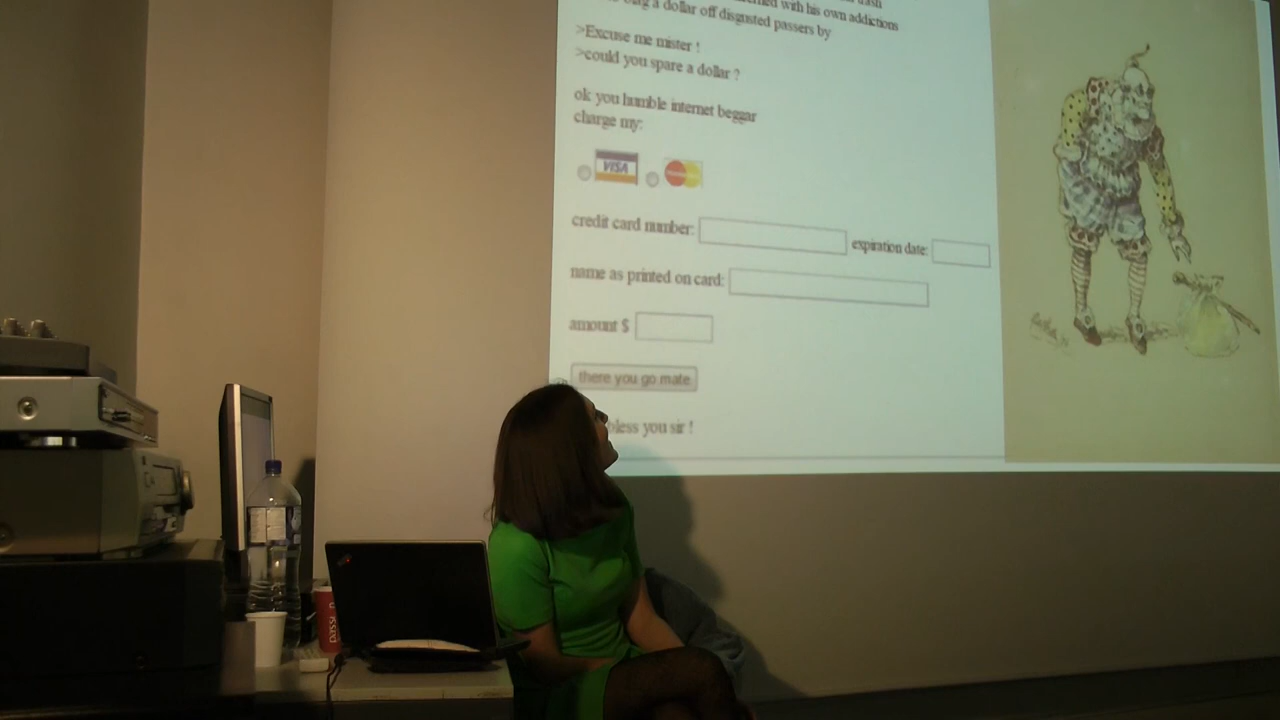 with his own addictions
a dollar off disgusted passers by
>Excuse me mister !
>could you spare a dollar ?
ok you humble internet beggar
charge my:
VISA
credit card number:
expiration date:
name as printed on card:
amount $
there you go mate
bless you sir !